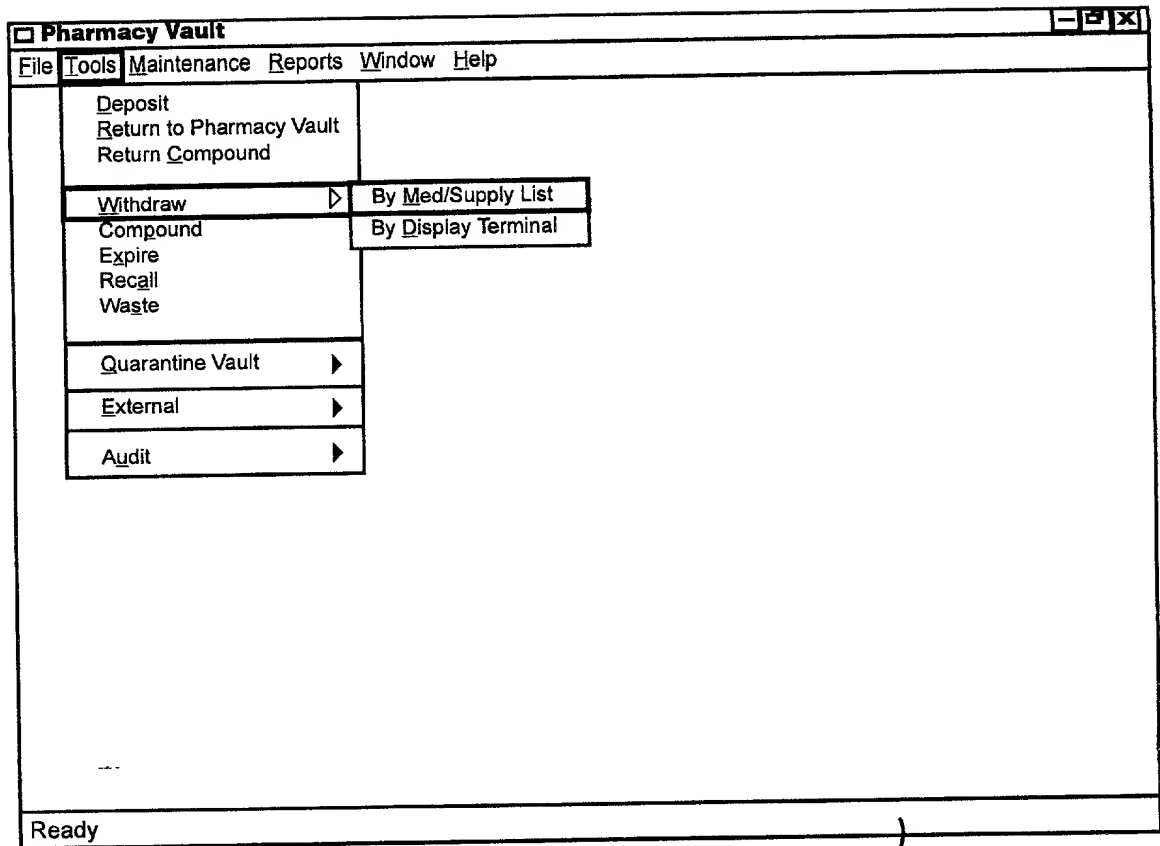 Pharmacy Vault
File Tools Maintenance Reports Window Help
Deposit
Return to Pharmacy Vault
Return Compound
Withdraw
By Med/Supply List
By Display Terminal
Compound
Expire
Recall
Waste
Quarantine Vault
External
Audit
Ready